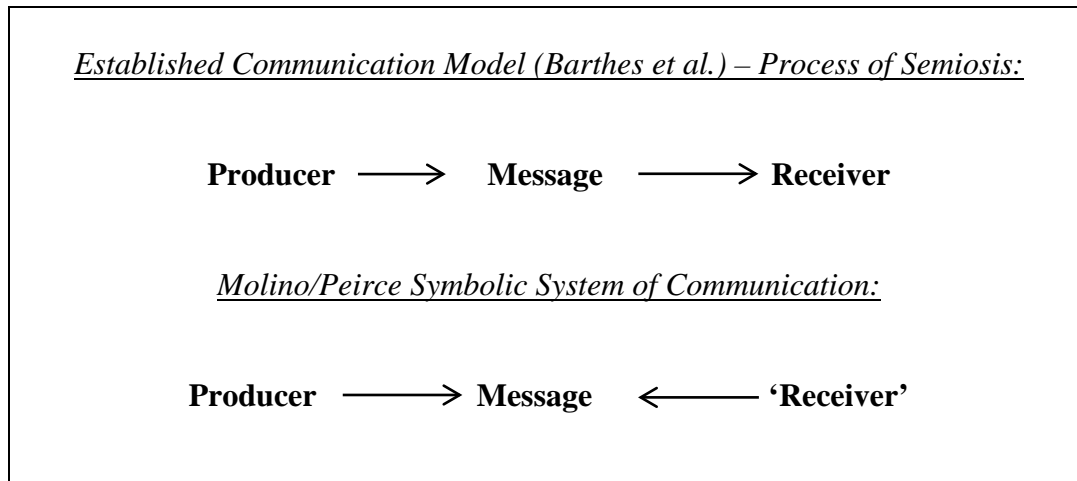 Established Communication Model (Barthes et al.) – Process of Semiosis:
Producer Message Receiver
Molino/Peirce Symbolic System of Communication:
Producer Message ‘Receiver’